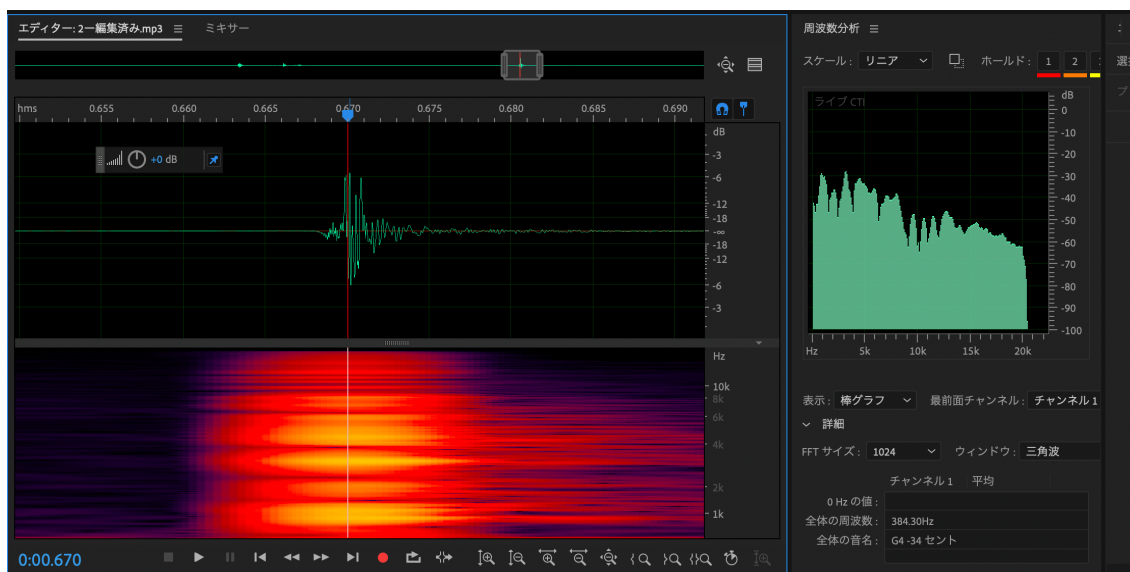 エディター: 2ー編集済み.mp3 ミキサー
hms 0.655 0.660 0.665 0.670 0.675 0.680 0.685 0.690
+0 dB
dB
-3
-6
-12
-18
-∞
-18
-12
-6
-3
Hz
10k
8k
6k
4k
2k
1k
0:00.670
周波数分析
スケール: リニア ホールド: 1 2
ライブ CTI
dB
0
-10
-20
-30
-40
-50
-60
-70
-80
-90
-100
Hz 5k 10k 15k 20k
表示: 棒グラフ 最前面チャンネル: チャンネル 1
詳細
FFT サイズ: 1024 ウィンドウ: 三角波
チャンネル 1 平均
0 Hz の値:
全体の周波数: 384.30Hz
全体の音名: G4 -34 セント
プ